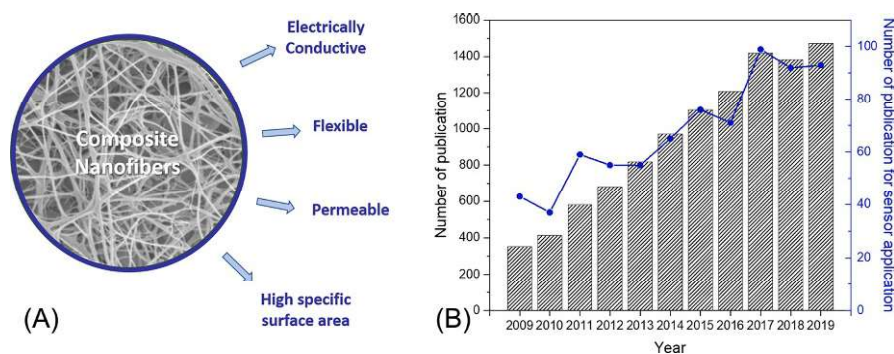 Electrically
Conductive
Composite
Nanofibers
Flexible
Permeable
High specific
surface area
(A)
1600
1400
1200
1000
800
600
400
200
0
Number of publication
100
80
60
40
20
0
Number of publication for sensor application
2009 2010 2011 2012 2013 2014 2015 2016 2017 2018 2019
Year
(B)